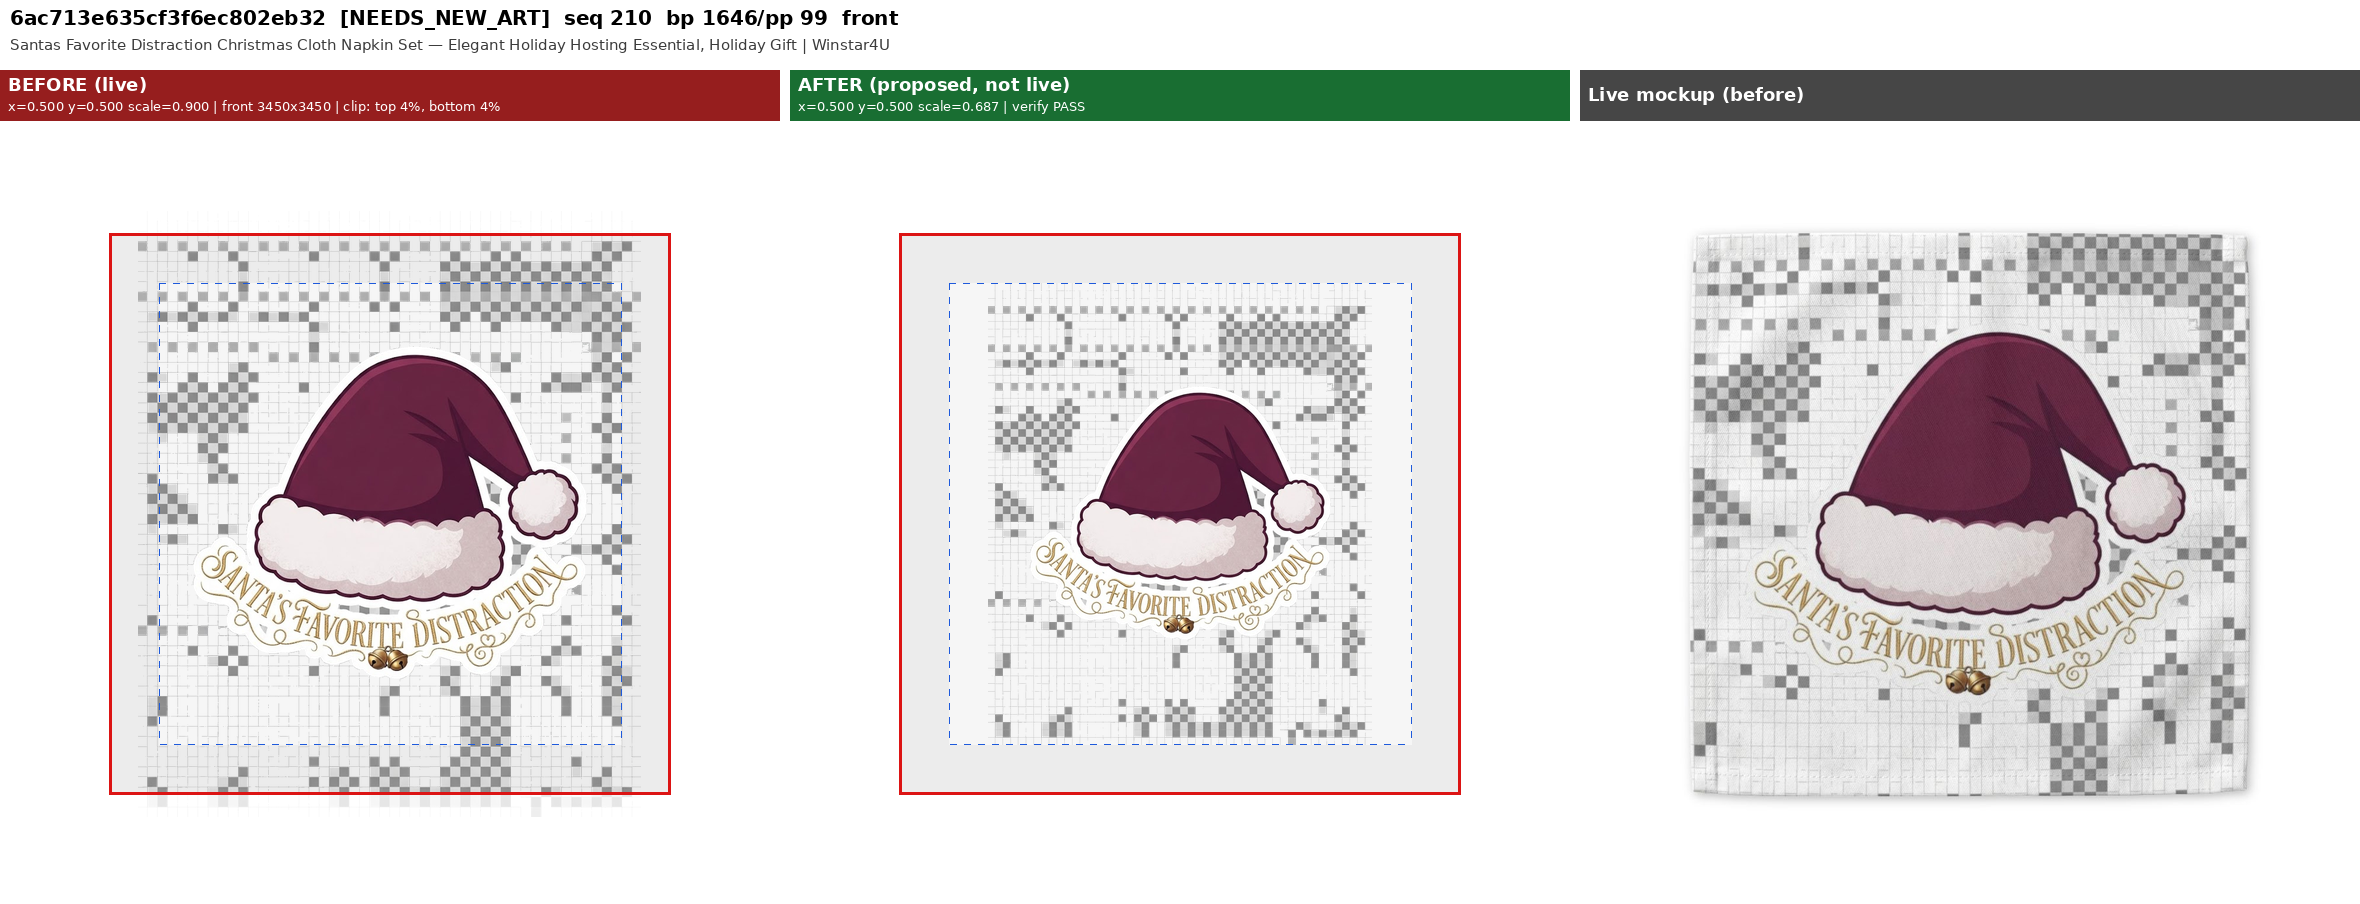 6ac713e635cf3f6ec802eb32 [NEEDS_NEW_ART] seq 210 bp 1646/pp 99 front
Santas Favorite Distraction Christmas Cloth Napkin Set — Elegant Holiday Hosting Essential, Holiday Gift | Winstar4U
BEFORE (live)
x=0.500 y=0.500 scale=0.900 | front 3450x3450 | clip: top 4%, bottom 4%
AFTER (proposed, not live)
x=0.500 y=0.500 scale=0.687 | verify PASS
Live mockup (before)
SANTA'S FAVORITE DISTRACTION
SANTA'S FAVORITE DISTRACTION
SANTA'S FAVORITE DISTRACTION